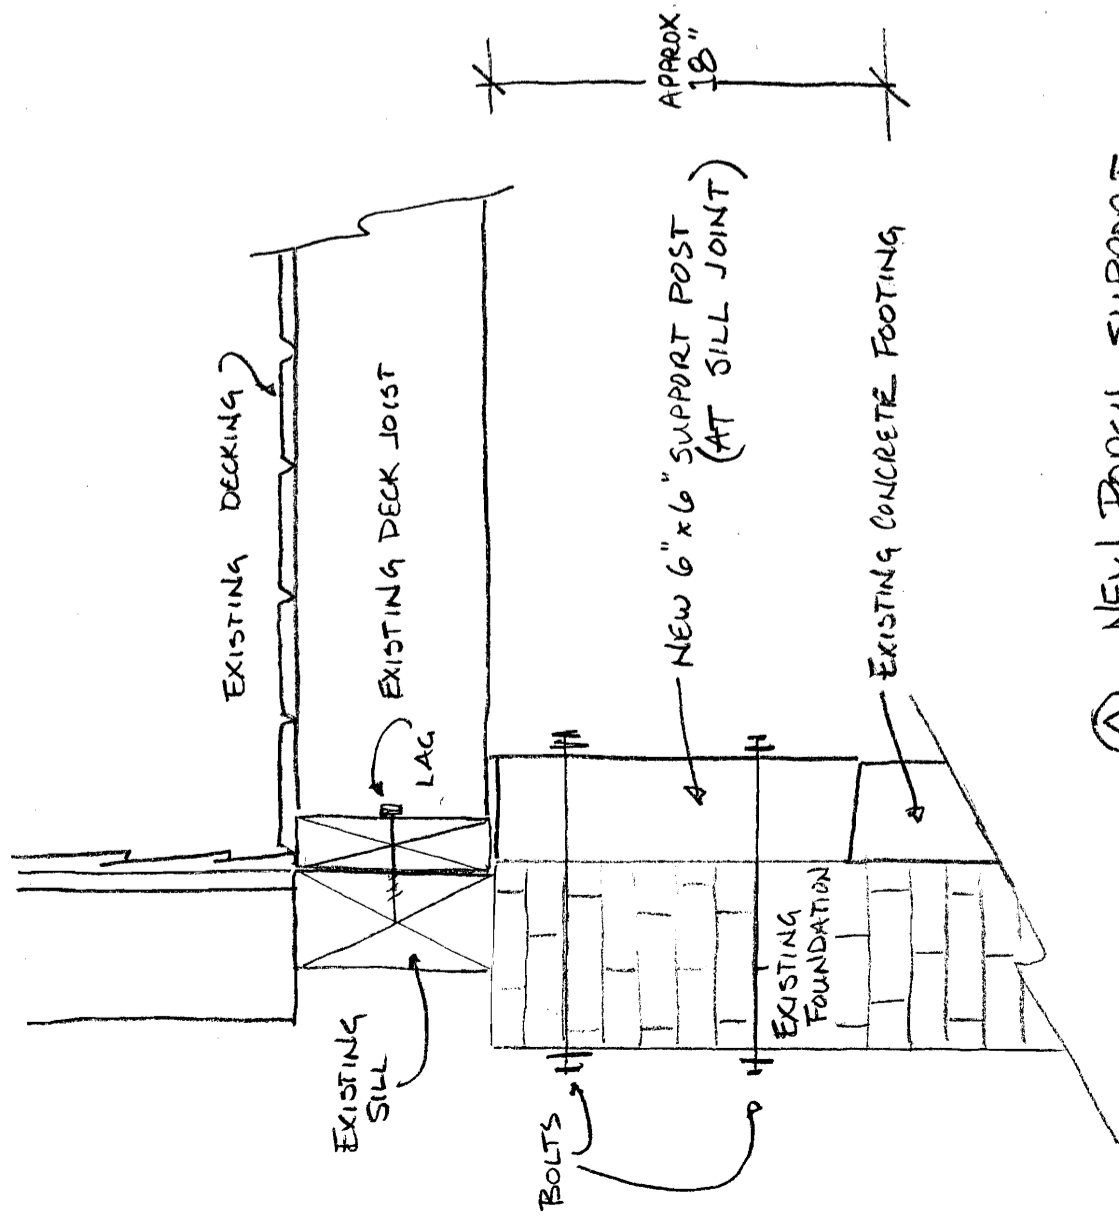 EXISTING DECKING
EXISTING DECK JOIST
LAG
EXISTING
SILL
BOLTS
EXISTING
FOUNDATION
NEW 6" x 6" SUPPORT POST
(AT SILL JOINT)
EXISTING CONCRETE FOOTING
APPROX
18"
A NEW PORCH SUPPORT